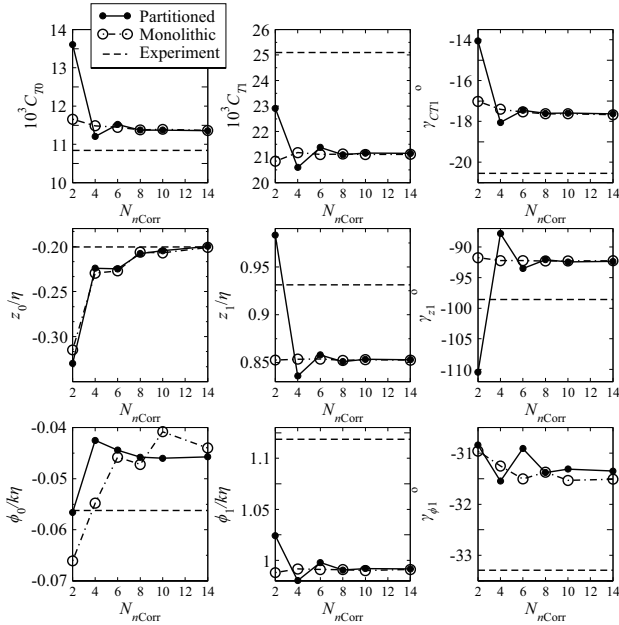 Partitioned
Monolithic
Experiment
10³C_T0
14
13
12
11
10
2 4 6 8 10 12 14
N_nCorr
10³C_T1
26
25
24
23
22
21
20
2 4 6 8 10 12 14
N_nCorr
γ_CT1 °
-14
-16
-18
-20
2 4 6 8 10 12 14
N_nCorr
z_0/η
-0.20
-0.25
-0.30
2 4 6 8 10 12 14
N_nCorr
z_1/η
0.95
0.9
0.85
2 4 6 8 10 12 14
N_nCorr
γ_z1 °
-90
-95
-100
-105
-110
2 4 6 8 10 12 14
N_nCorr
ϕ_0/kη
-0.04
-0.05
-0.06
-0.07
2 4 6 8 10 12 14
N_nCorr
ϕ_1/kη
1.1
1.05
1
2 4 6 8 10 12 14
N_nCorr
γ_ϕ1 °
-31
-32
-33
2 4 6 8 10 12 14
N_nCorr